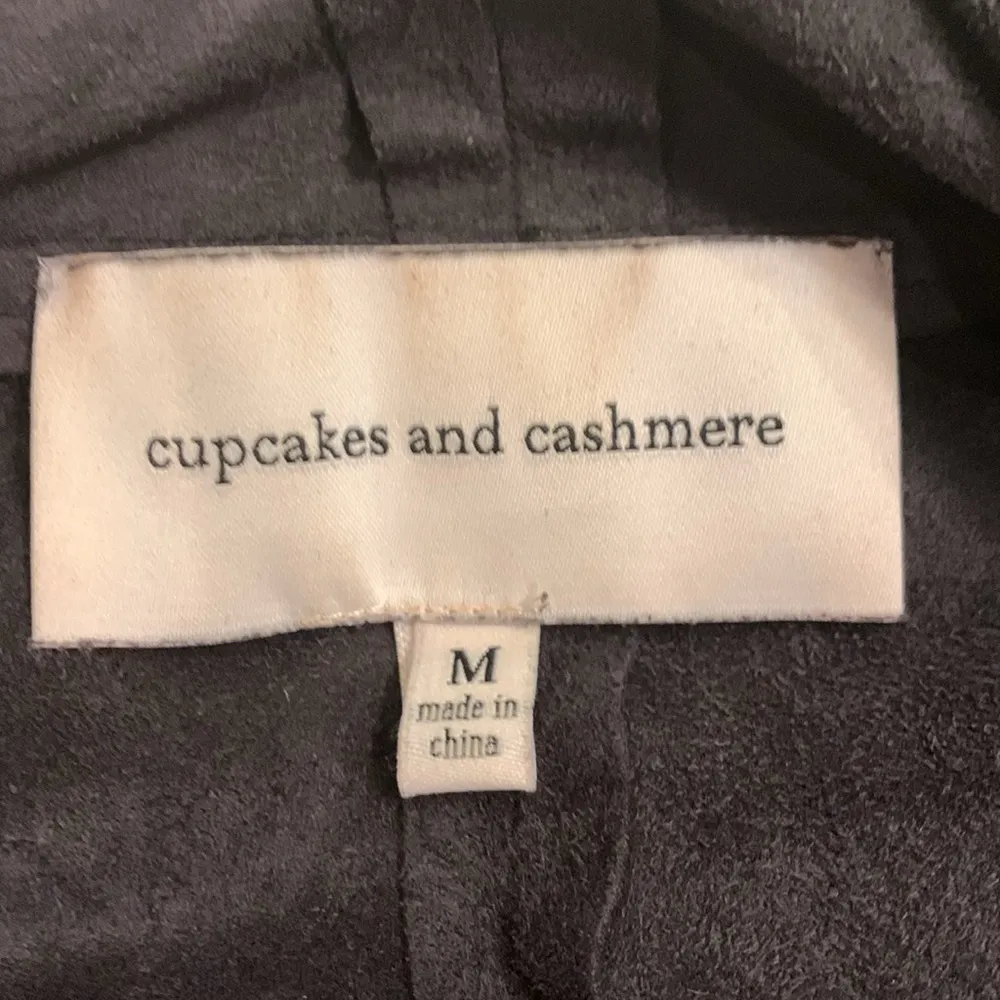 cupcakes and cashmere
M
made in
china